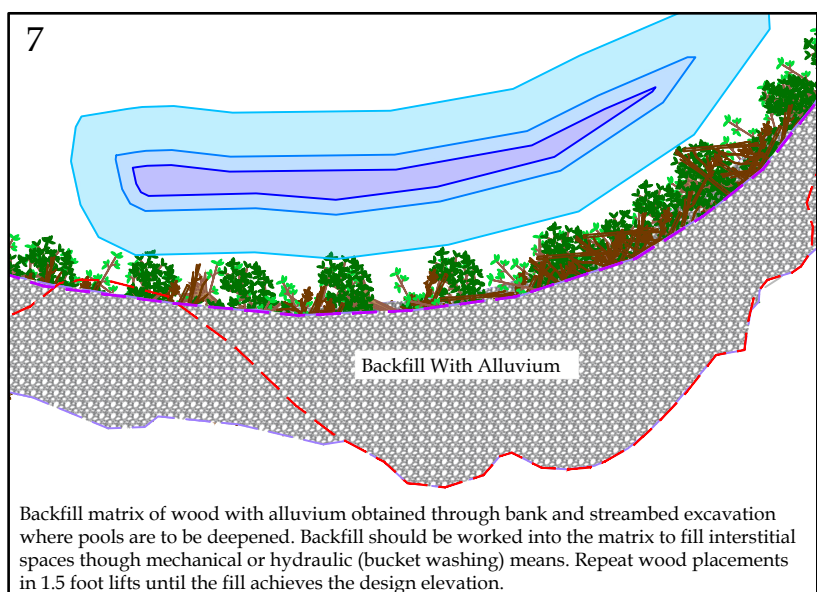 7
Backfill With Alluvium
Backfill matrix of wood with alluvium obtained through bank and streambed excavation
where pools are to be deepened. Backfill should be worked into the matrix to fill interstitial
spaces though mechanical or hydraulic (bucket washing) means. Repeat wood placements
in 1.5 foot lifts until the fill achieves the design elevation.